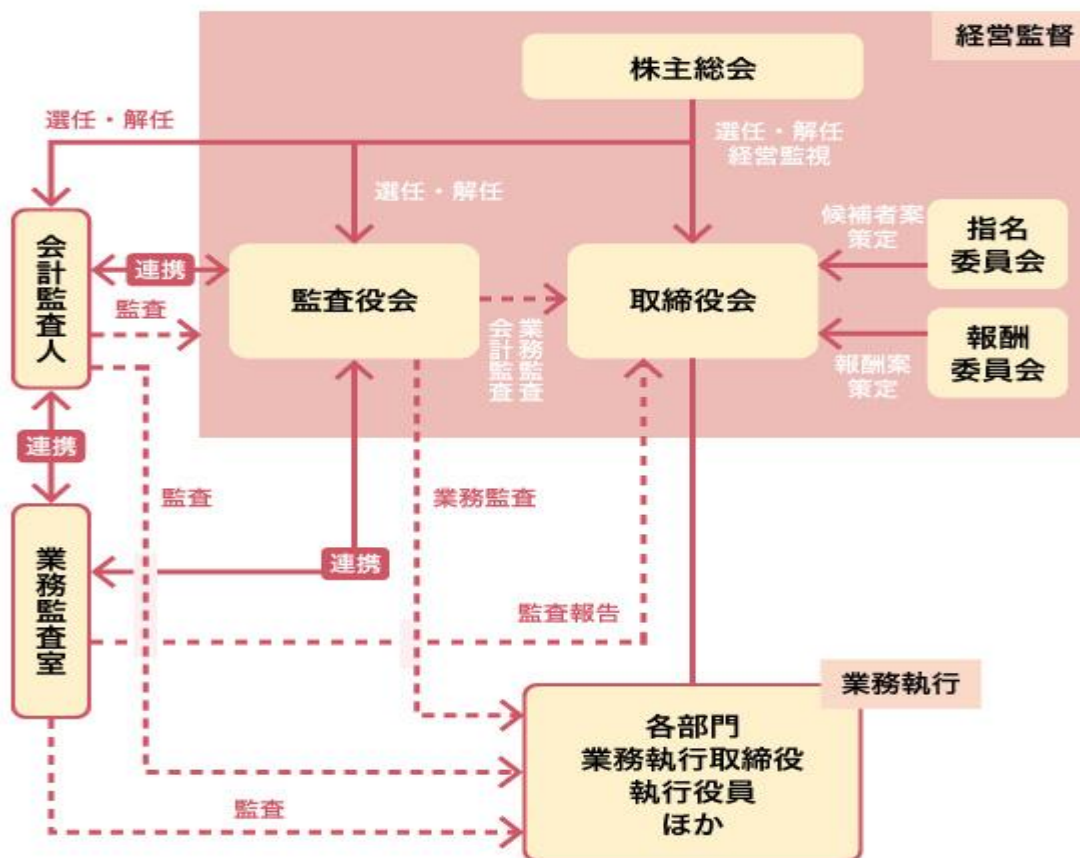 経営監督
株主総会
選任・解任
選任・解任
経営監視
選任・解任
候補者案
策定
指名
委員会
会計監査人
連携
監査役会
取締役会
監査
業務監査
会計監査
報酬案
策定
報酬
委員会
連携
監査
業務監査
業務監査室
連携
監査報告
業務執行
各部門
業務執行取締役
執行役員
ほか
監査